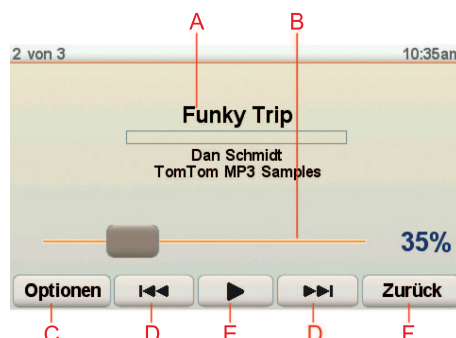 A B
2 von 3 10:35am
Funky Trip
Dan Schmidt
TomTom MP3 Samples
35%
Optionen Zurück
C D E D F